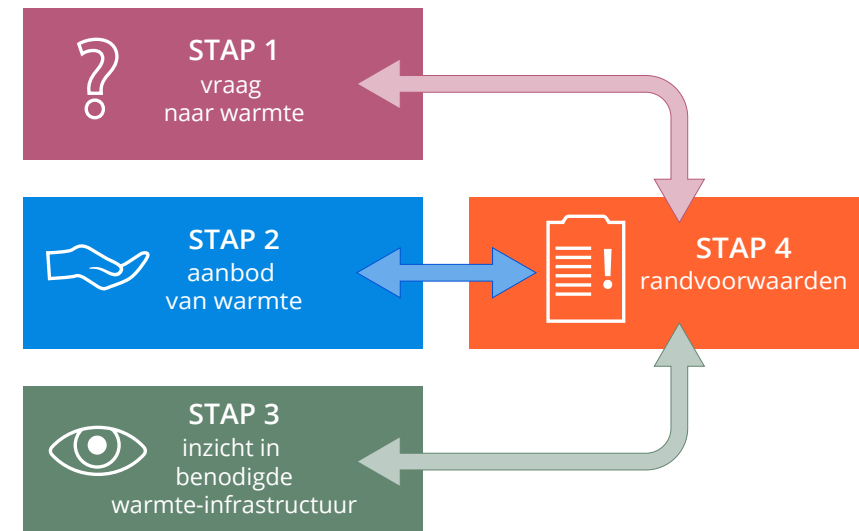 STAP 1
vraag
naar warmte
STAP 2
aanbod
van warmte
STAP 3
inzicht in
benodigde
warmte-infrastructuur
STAP 4
randvoorwaarden